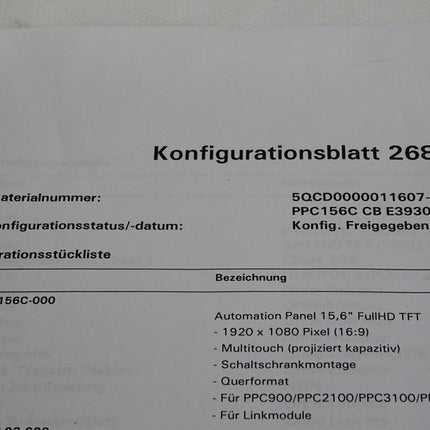 Konfigurationsblatt 268
aterialnummer: 5QCD0000011607-
PPC156C CB E3930
onfigurationsstatus/-datum: Konfig. Freigegeben
urationsstückliste
Bezeichnung
156C-000
Automation Panel 15,6" FullHD TFT
- 1920 x 1080 Pixel (16:9)
- Multitouch (projiziert kapazitiv)
- Schaltschrankmontage
- Querformat
- Für PPC900/PPC2100/PPC3100/P
- Für Linkmodule